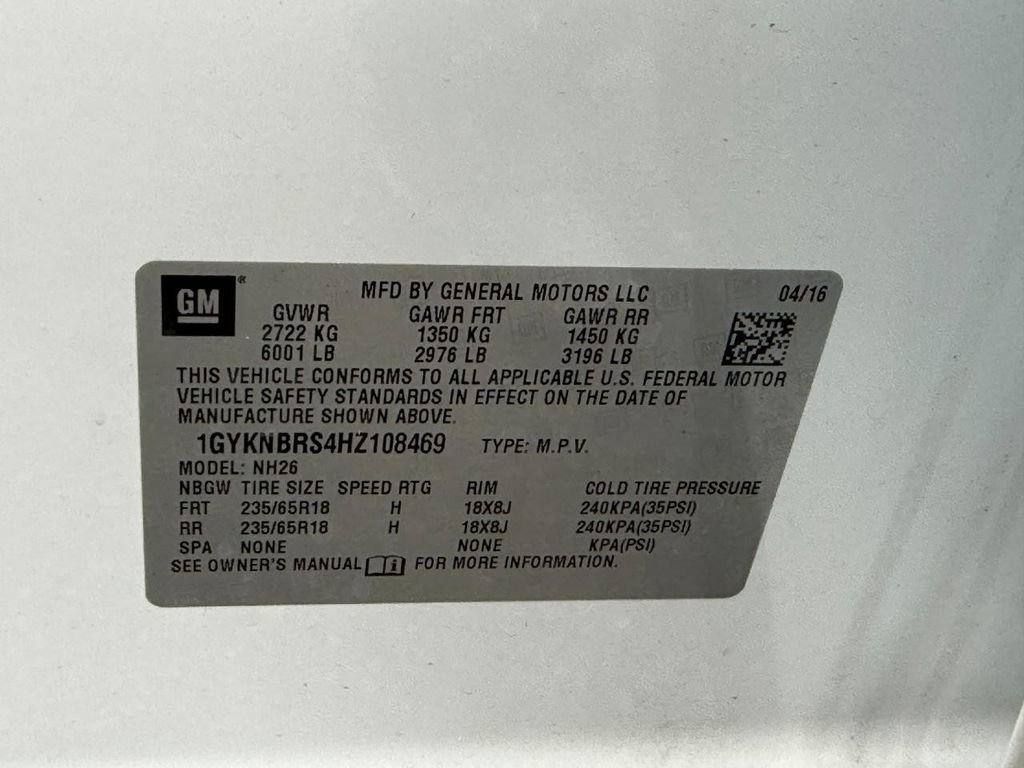 GM ®
MFD BY GENERAL MOTORS LLC 04/16
GVWR GAWR FRT GAWR RR
2722 KG 1350 KG 1450 KG
6001 LB 2976 LB 3196 LB
THIS VEHICLE CONFORMS TO ALL APPLICABLE U.S. FEDERAL MOTOR
VEHICLE SAFETY STANDARDS IN EFFECT ON THE DATE OF
MANUFACTURE SHOWN ABOVE.
1GYKNBRS4HZ108469 TYPE: M.P.V.
MODEL: NH26
NBGW TIRE SIZE SPEED RTG RIM COLD TIRE PRESSURE
FRT 235/65R18 H 18X8J 240KPA(35PSI)
RR 235/65R18 H 18X8J 240KPA(35PSI)
SPA NONE NONE KPA(PSI)
SEE OWNER'S MANUAL FOR MORE INFORMATION.